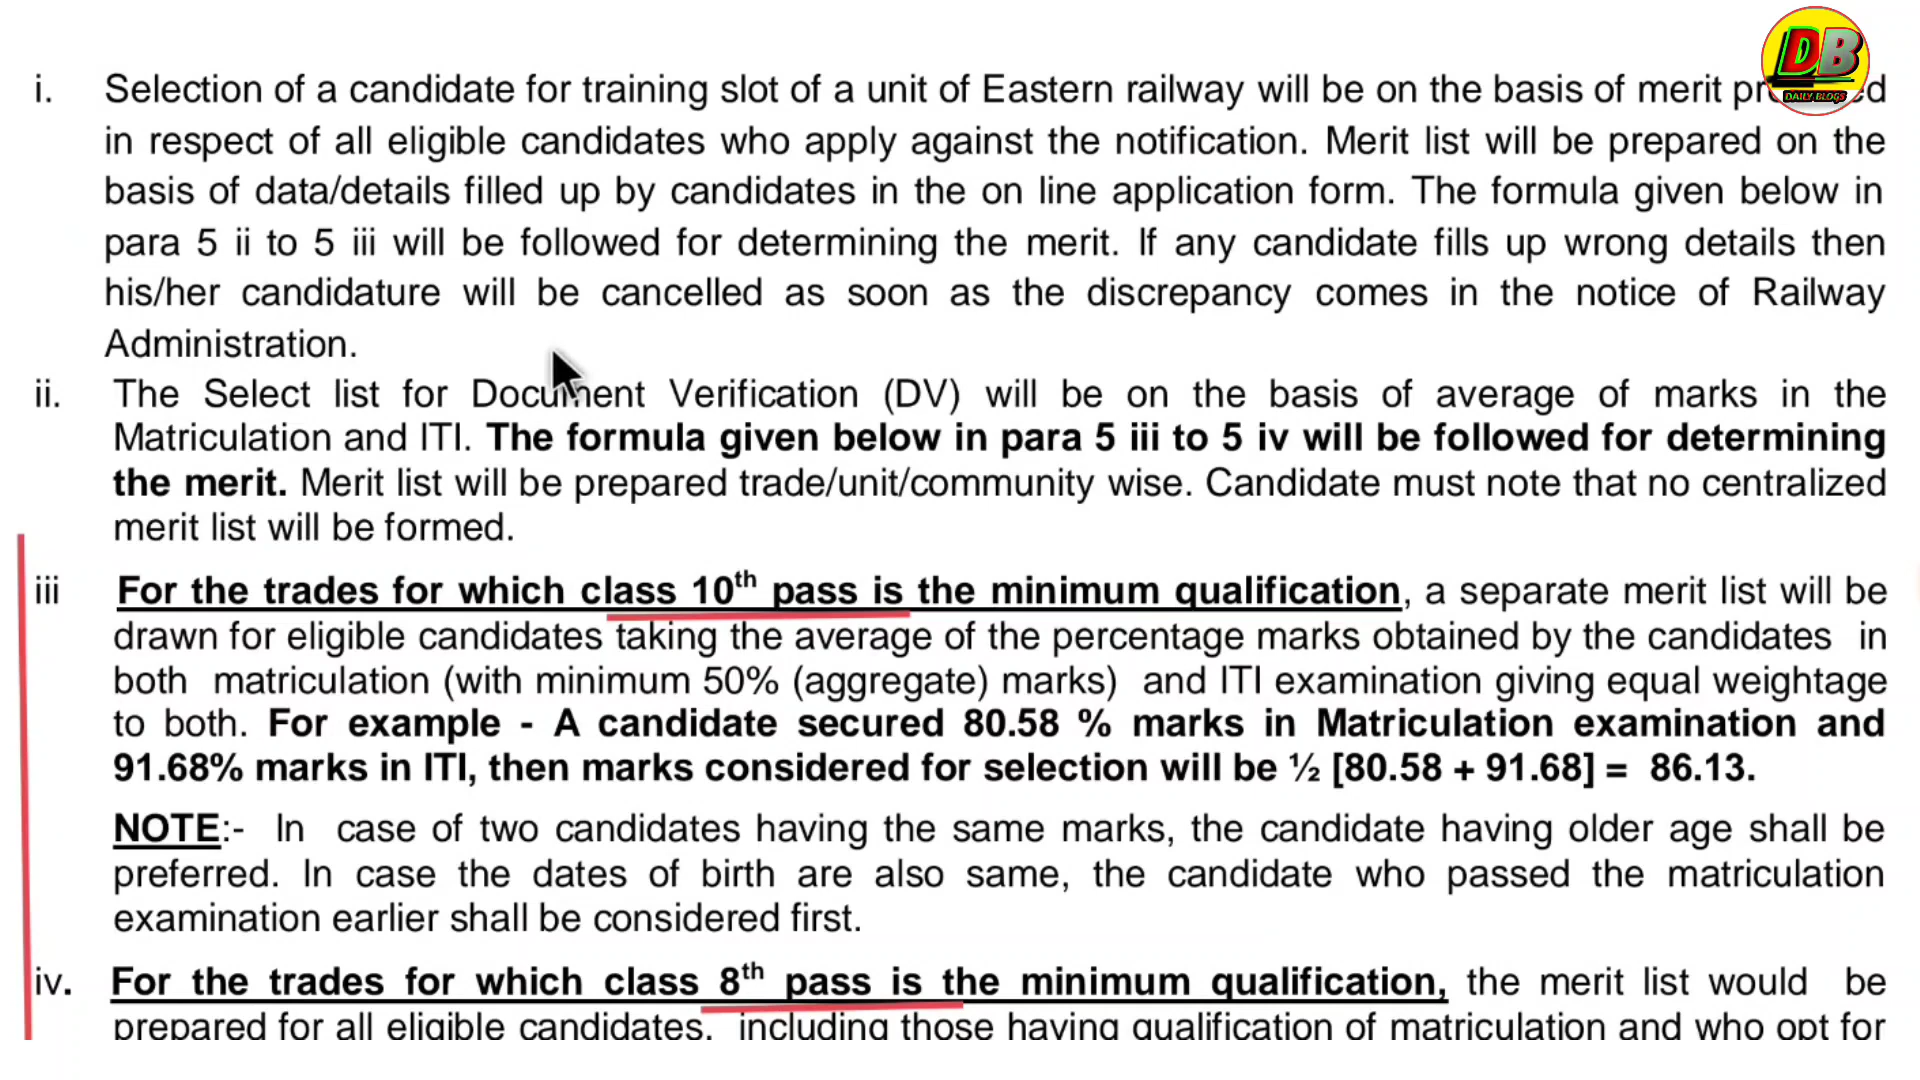 DB
DAILY BLOGS
i. Selection of a candidate for training slot of a unit of Eastern railway will be on the basis of merit
in respect of all eligible candidates who apply against the notification. Merit list will be prepared on the
basis of data/details filled up by candidates in the on line application form. The formula given below in
para 5 ii to 5 iii will be followed for determining the merit. If any candidate fills up wrong details then
his/her candidature will be cancelled as soon as the discrepancy comes in the notice of Railway
Administration.
ii. The Select list for Document Verification (DV) will be on the basis of average of marks in the
Matriculation and ITI. The formula given below in para 5 iii to 5 iv will be followed for determining
the merit. Merit list will be prepared trade/unit/community wise. Candidate must note that no centralized
merit list will be formed.
iii For the trades for which class 10th pass is the minimum qualification, a separate merit list will be
drawn for eligible candidates taking the average of the percentage marks obtained by the candidates in
both matriculation (with minimum 50% (aggregate) marks) and ITI examination giving equal weightage
to both. For example - A candidate secured 80.58 % marks in Matriculation examination and
91.68% marks in ITI, then marks considered for selection will be ½ [80.58 + 91.68] = 86.13.
NOTE:- In case of two candidates having the same marks, the candidate having older age shall be
preferred. In case the dates of birth are also same, the candidate who passed the matriculation
examination earlier shall be considered first.
iv. For the trades for which class 8th pass is the minimum qualification, the merit list would be
prepared for all eligible candidates, including those having qualification of matriculation and who opt for